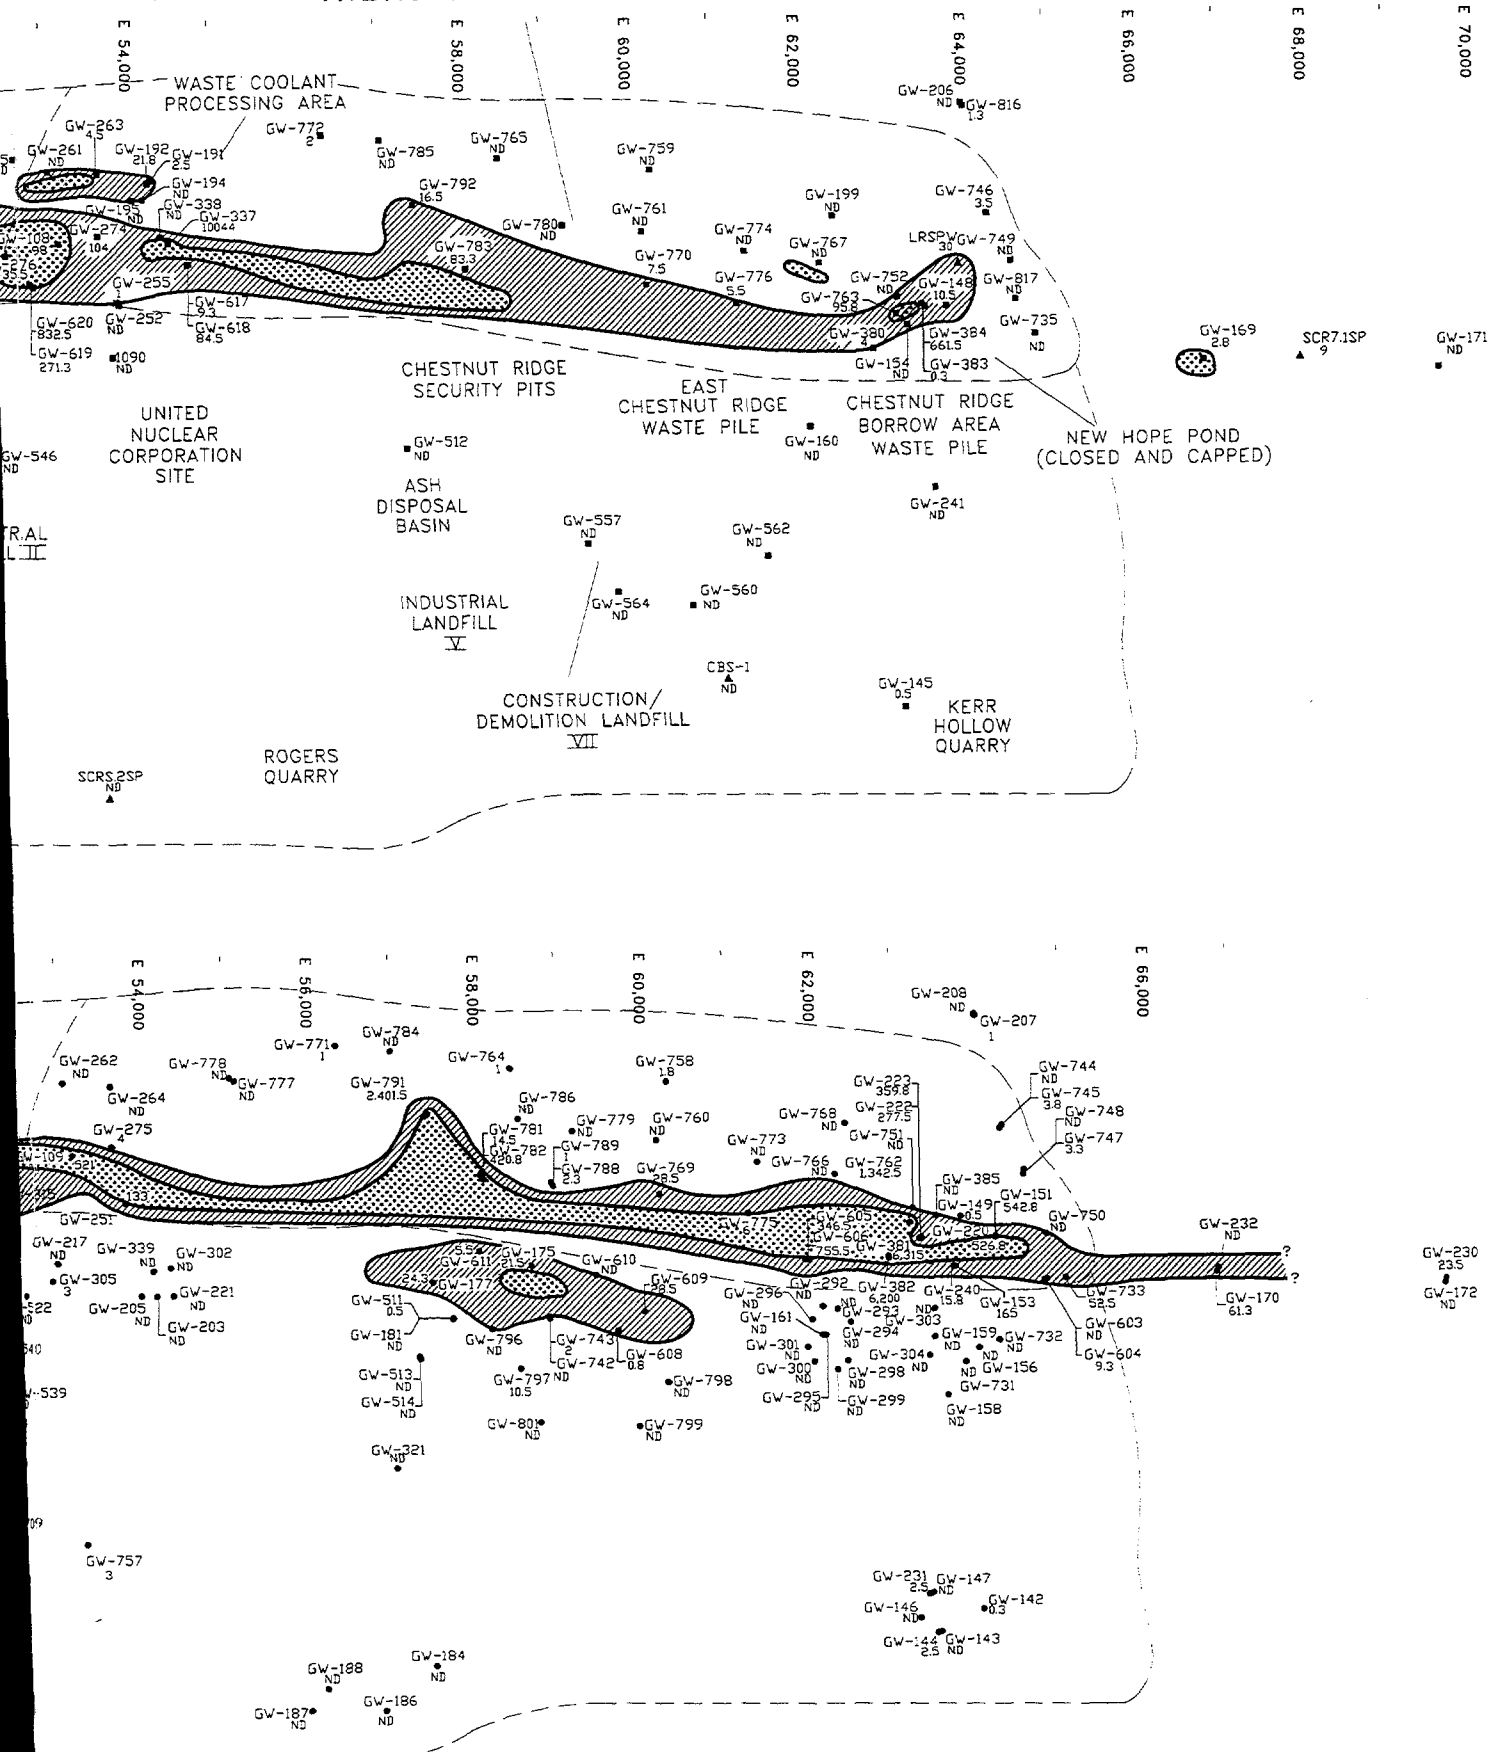 E 54,000
E 58,000
E 60,000
E 62,000
E 64,000
E 66,000
E 68,000
E 70,000
WASTE COOLANT
PROCESSING AREA
GW-206
ND
GW-816
1.3
GW-263
4.5
GW-261
ND
GW-192
21.8
GW-191
2.5
GW-194
ND
GW-195
ND
GW-338
ND
GW-337
10044
GW-772
2
GW-785
ND
GW-765
ND
GW-759
ND
GW-792
16.5
GW-780
ND
GW-761
ND
GW-199
ND
GW-746
3.5
GW-108
98
GW-274
104
35.5
GW-783
83.3
GW-770
7.5
GW-774
ND
GW-767
ND
LRSPW
30
GW-749
ND
GW-255
1
GW-776
5.5
GW-752
ND
GW-148
10.5
GW-817
ND
GW-763
95.8
GW-617
9.3
GW-618
84.5
GW-620
832.5
GW-619
271.3
GW-252
ND
1090
ND
GW-380
4
GW-384
661.5
GW-735
ND
GW-154
ND
GW-383
0.3
GW-169
2.8
SCR7.1SP
9
GW-171
ND
CHESTNUT RIDGE
SECURITY PITS
EAST
CHESTNUT RIDGE
WASTE PILE
CHESTNUT RIDGE
BORROW AREA
WASTE PILE
NEW HOPE POND
(CLOSED AND CAPPED)
UNITED
NUCLEAR
CORPORATION
SITE
GW-546
ND
GW-512
ND
GW-160
ND
ASH
DISPOSAL
BASIN
GW-241
ND
TRIAL
L II
GW-557
ND
GW-562
ND
GW-564
ND
GW-560
ND
INDUSTRIAL
LANDFILL
V
CBS-1
ND
GW-145
0.5
CONSTRUCTION/
DEMOLITION LANDFILL
VII
KERR
HOLLOW
QUARRY
ROGERS
QUARRY
SCR5.2SP
ND
E 54,000
E 56,000
E 58,000
E 60,000
E 62,000
E 66,000
GW-208
ND
GW-207
1
GW-771
1
GW-784
ND
GW-764
1
GW-758
1.8
GW-262
ND
GW-264
ND
GW-778
ND
GW-777
ND
GW-791
2,401.5
GW-786
ND
GW-779
ND
GW-760
ND
GW-768
ND
GW-223
359.8
GW-222
277.5
GW-751
ND
GW-744
ND
GW-745
3.8
GW-748
ND
GW-747
3.3
GW-275
4
GW-109
521
GW-781
14.5
GW-782
420.8
GW-789
1
GW-788
2.3
GW-769
28.5
GW-773
ND
GW-766
ND
GW-762
1,342.5
GW-385
ND
GW-149
0.5
GW-151
542.8
GW-750
ND
133
GW-251
GW-775
6
GW-605
346.5
GW-606
755.5
GW-381
6,315
GW-220
526.8
GW-232
ND
?
?
GW-217
ND
GW-305
3
GW-339
ND
GW-302
ND
GW-205
ND
GW-221
ND
GW-203
ND
5.5
GW-611
GW-175
21.5
24.3
GW-177
GW-610
ND
GW-609
28.5
GW-292
ND
GW-296
ND
GW-382
6,200
GW-240
15.8
GW-153
165
GW-733
52.5
GW-170
61.3
GW-230
23.5
GW-172
ND
GW-511
0.5
GW-181
ND
GW-161
ND
GW-293
GW-294
ND
GW-303
ND
GW-603
ND
GW-604
9.3
GW-796
ND
GW-743
2
GW-742
ND
GW-608
0.8
GW-301
ND
GW-300
ND
GW-304
ND
GW-159
ND
GW-732
ND
GW-156
ND
GW-513
ND
GW-514
ND
GW-797
10.5
GW-798
ND
GW-295
ND
GW-298
ND
GW-299
ND
GW-731
GW-158
ND
GW-801
ND
GW-799
ND
GW-321
ND
GW-757
3
GW-231
2.5
GW-147
ND
GW-146
ND
GW-142
0.3
GW-144
2.5
GW-143
ND
GW-188
ND
GW-184
ND
GW-187
ND
GW-186
ND